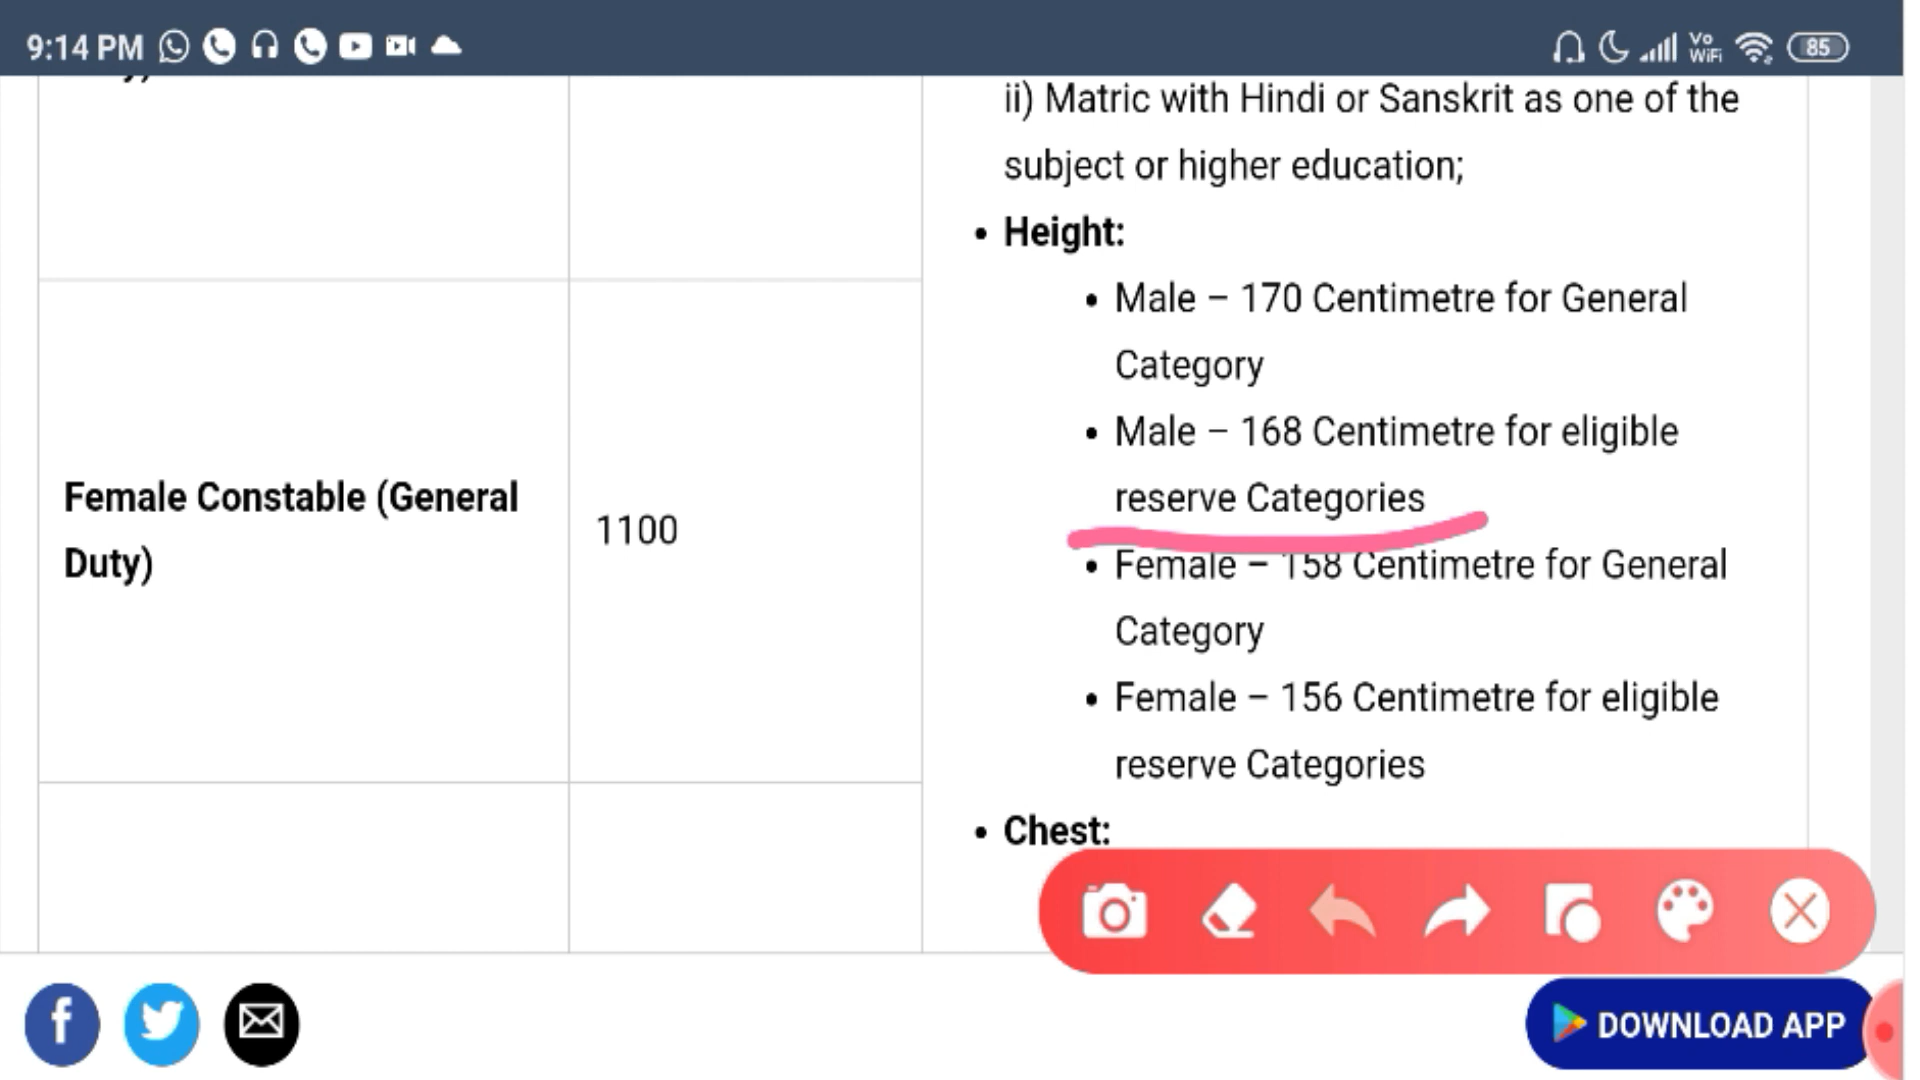 9:14 PM
Vo
WiFi
85
ii) Matric with Hindi or Sanskrit as one of the
subject or higher education;
• Height:
• Male – 170 Centimetre for General
Category
• Male – 168 Centimetre for eligible
reserve Categories
• Female – 158 Centimetre for General
Category
• Female – 156 Centimetre for eligible
reserve Categories
• Chest:
Female Constable (General
Duty)
1100
DOWNLOAD APP